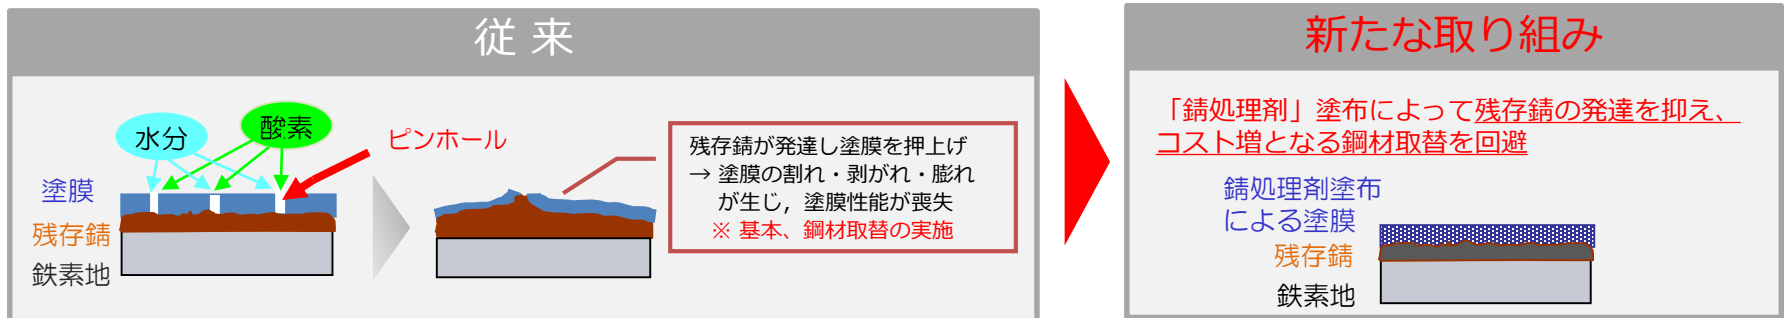 従 来
水分
酸素
ピンホール
塗膜
残存錆
鉄素地
残存錆が発達し塗膜を押上げ
→ 塗膜の割れ・剥がれ・膨れ
が生じ，塗膜性能が喪失
※ 基本、鋼材取替の実施
新たな取り組み
「錆処理剤」塗布によって残存錆の発達を抑え、
コスト増となる鋼材取替を回避
錆処理剤塗布
による塗膜
残存錆
鉄素地